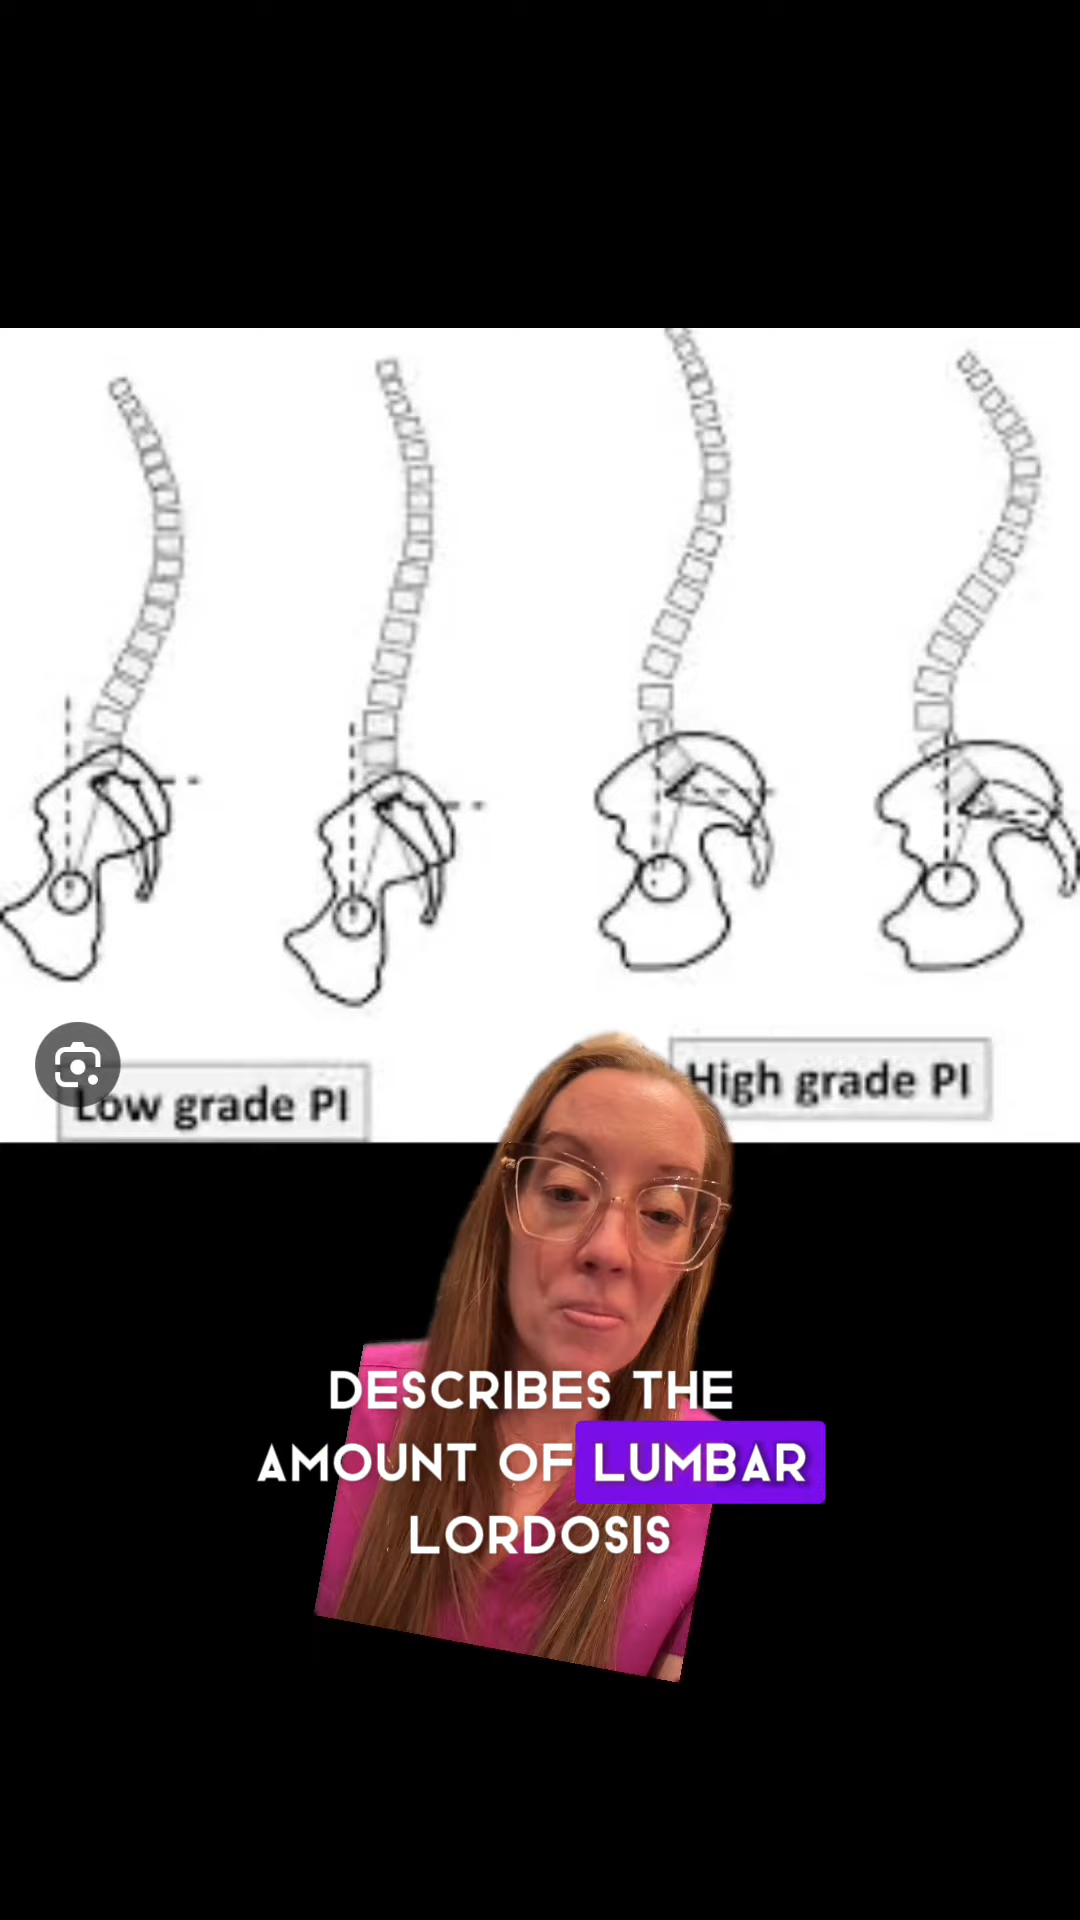 Low grade PI
High grade PI
DESCRIBES THE
AMOUNT OF LUMBAR
LORDOSIS